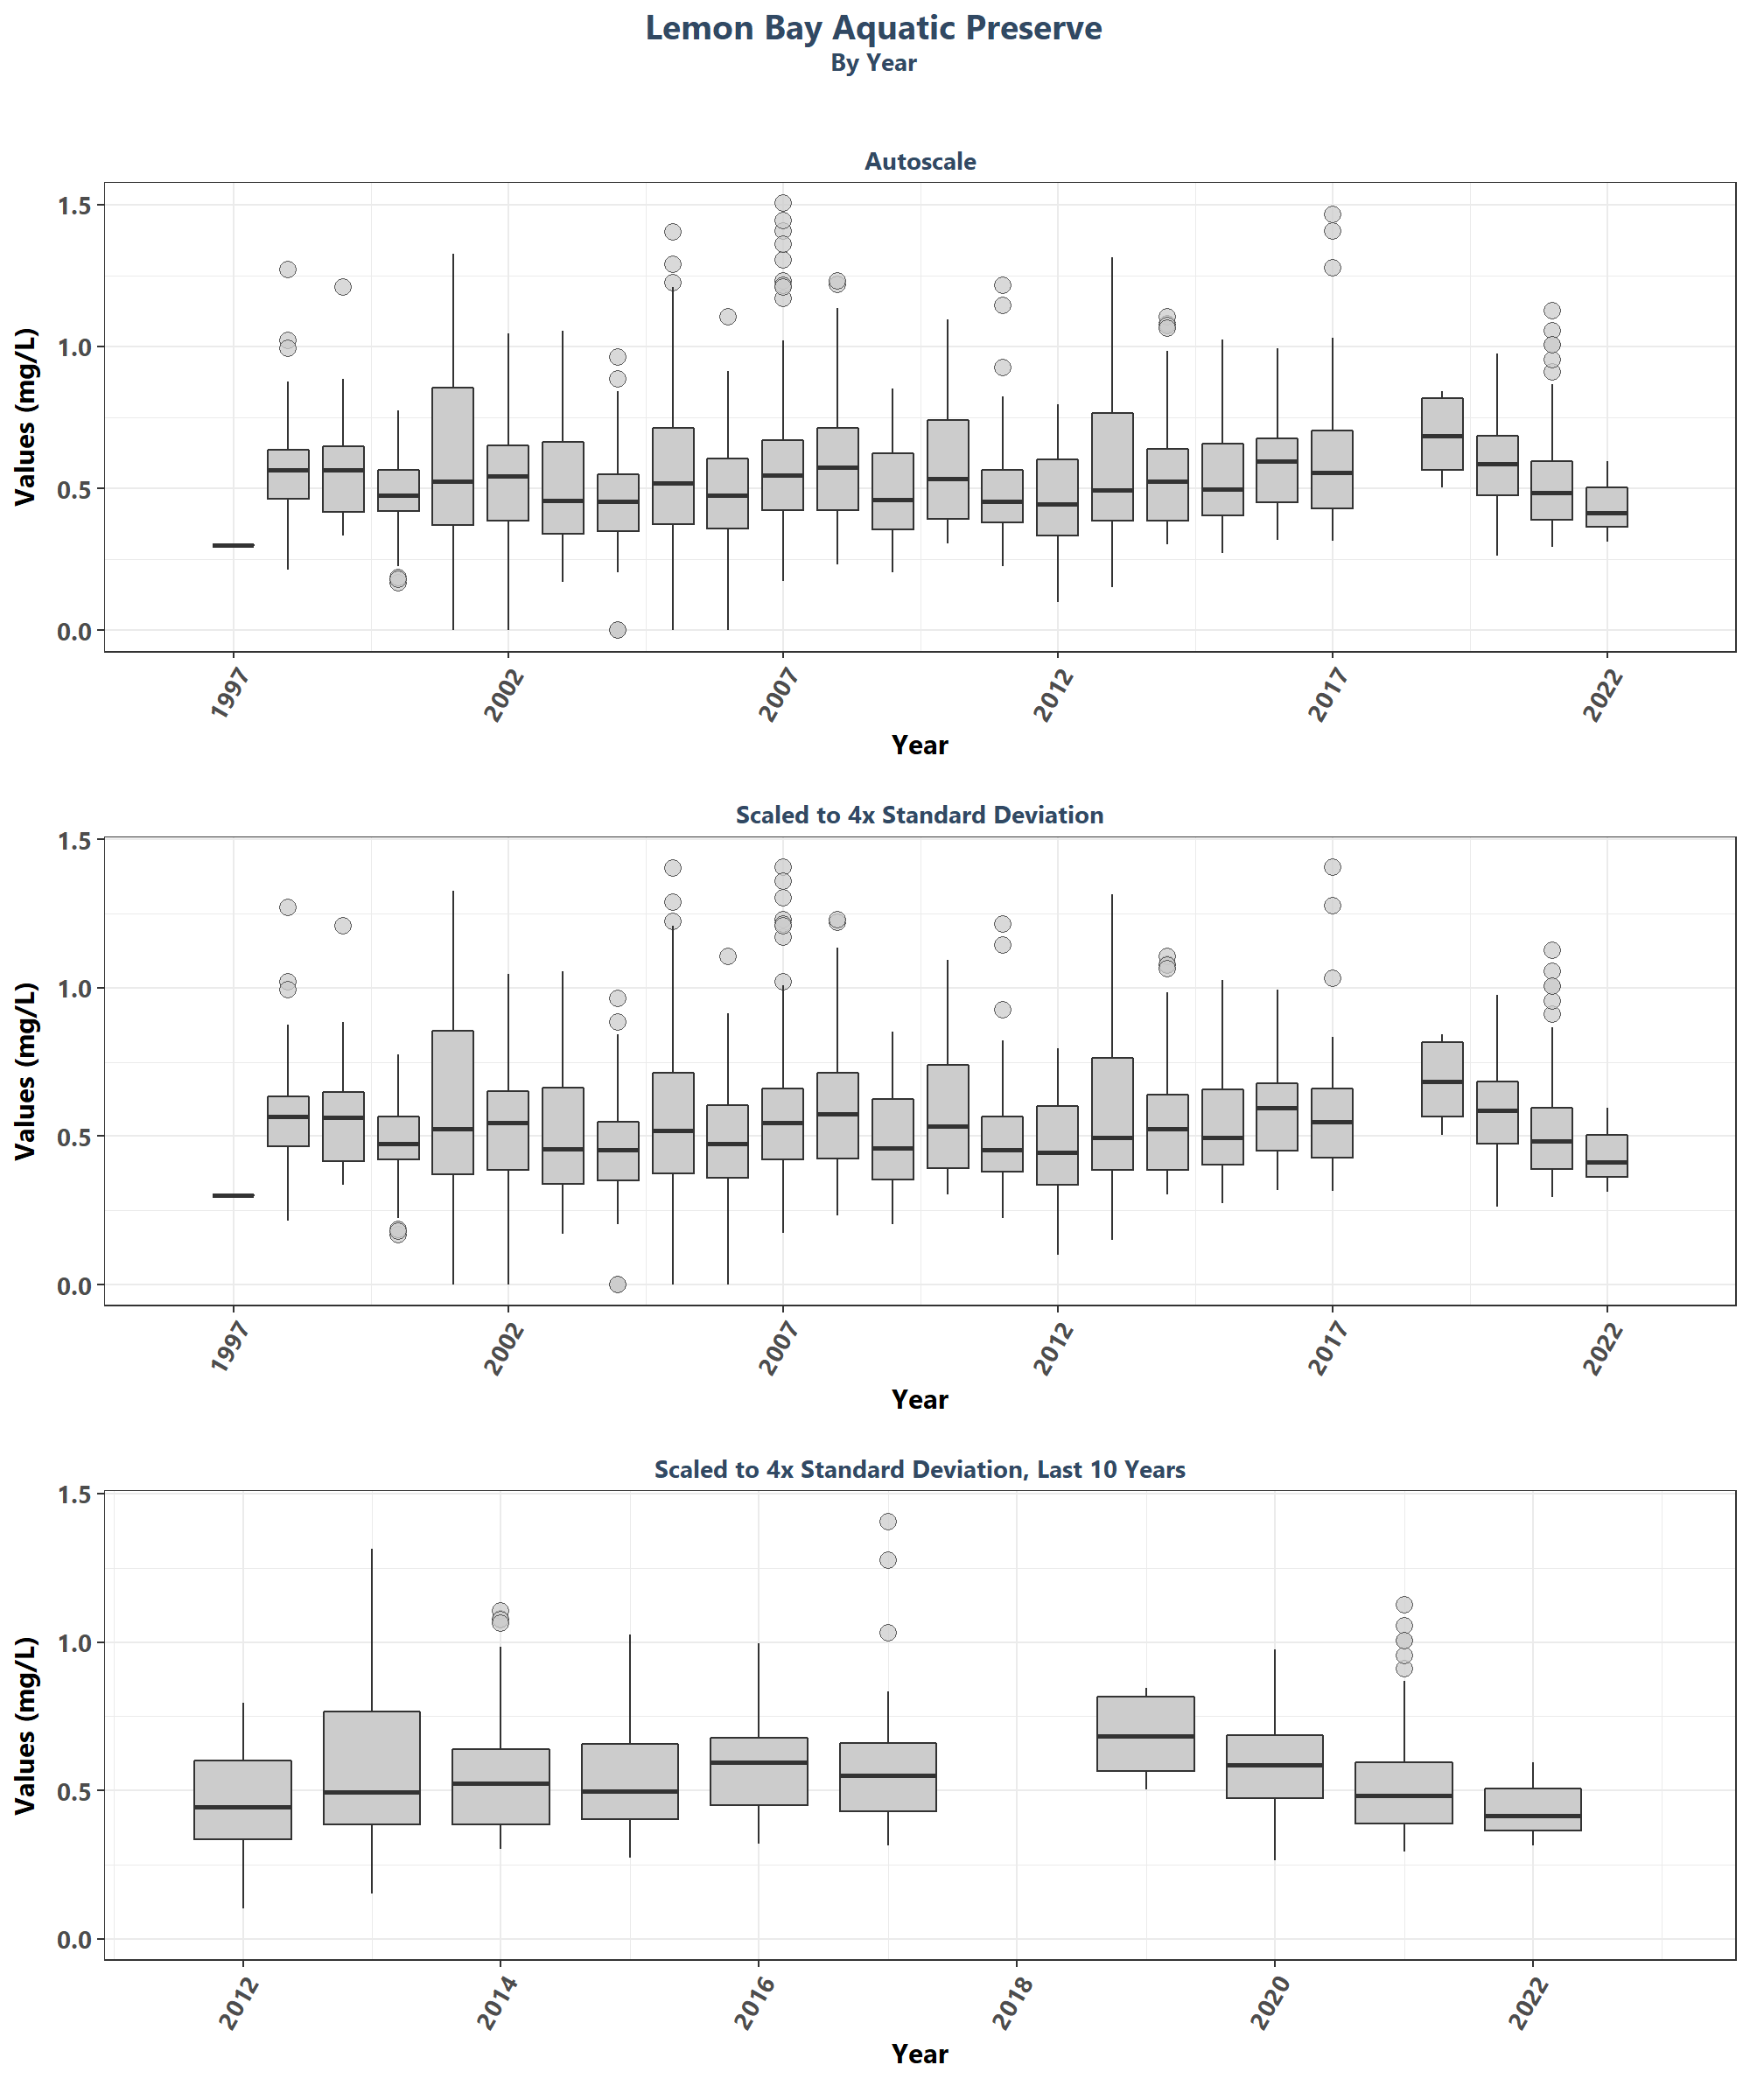 Lemon Bay Aquatic Preserve
By Year
Autoscale
Values (mg/L)
1.5
1.0
0.5
0.0
1997
2002
2007
2012
2017
2022
Year
Scaled to 4x Standard Deviation
Values (mg/L)
1.5
1.0
0.5
0.0
1997
2002
2007
2012
2017
2022
Year
Scaled to 4x Standard Deviation, Last 10 Years
Values (mg/L)
1.5
1.0
0.5
0.0
2012
2014
2016
2018
2020
2022
Year